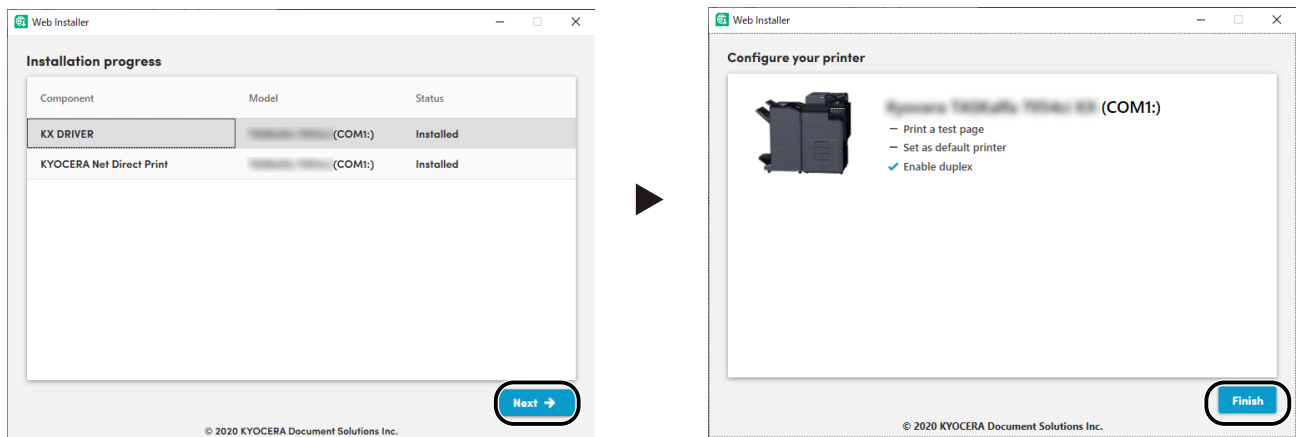 Web Installer
Installation progress
Component Model Status
KX DRIVER (COM1:) Installed
KYOCERA Net Direct Print (COM1:) Installed
Next →
© 2020 KYOCERA Document Solutions Inc.
Web Installer
Configure your printer
(COM1:)
– Print a test page
– Set as default printer
✓ Enable duplex
Finish
© 2020 KYOCERA Document Solutions Inc.